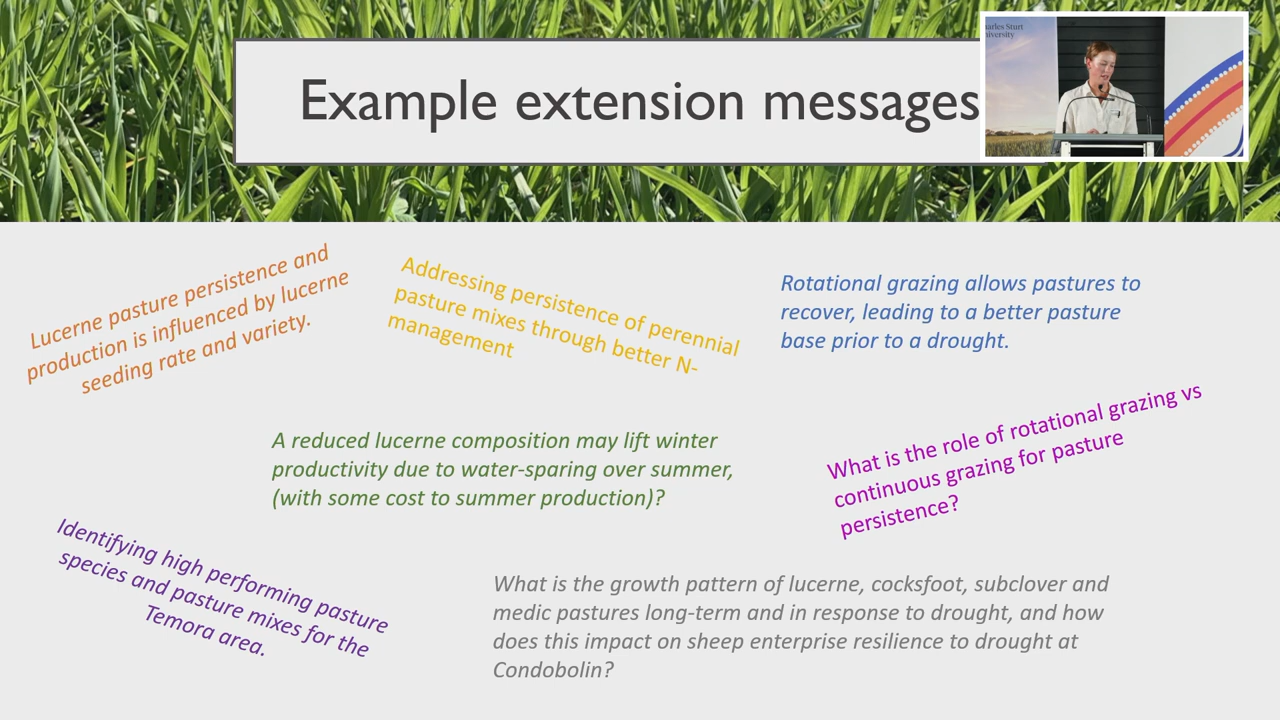 Example extension messages
Charles Sturt
University
Lucerne pasture persistence and
production is influenced by lucerne
seeding rate and variety.
Addressing persistence of perennial
pasture mixes through better N-
management
Rotational grazing allows pastures to
recover, leading to a better pasture
base prior to a drought.
A reduced lucerne composition may lift winter
productivity due to water-sparing over summer,
(with some cost to summer production)?
What is the role of rotational grazing vs
continuous grazing for pasture
persistence?
Identifying high performing pasture
species and pasture mixes for the
Temora area.
What is the growth pattern of lucerne, cocksfoot, subclover and
medic pastures long-term and in response to drought, and how
does this impact on sheep enterprise resilience to drought at
Condobolin?